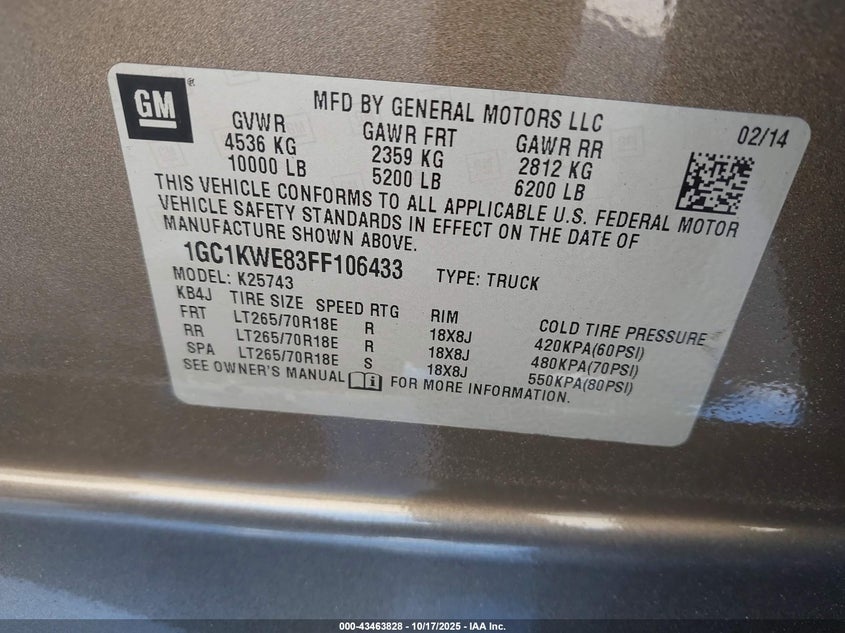 GM ®
MFD BY GENERAL MOTORS LLC
02/14
GVWR GAWR FRT GAWR RR
4536 KG 2359 KG 2812 KG
10000 LB 5200 LB 6200 LB
THIS VEHICLE CONFORMS TO ALL APPLICABLE U.S. FEDERAL MOTOR
VEHICLE SAFETY STANDARDS IN EFFECT ON THE DATE OF
MANUFACTURE SHOWN ABOVE.
1GC1KWE83FF106433 TYPE: TRUCK
MODEL: K25743
KB4J TIRE SIZE SPEED RTG RIM COLD TIRE PRESSURE
FRT LT265/70R18E R 18X8J 420KPA(60PSI)
RR LT265/70R18E R 18X8J 480KPA(70PSI)
SPA LT265/70R18E S 18X8J 550KPA(80PSI)
SEE OWNER'S MANUAL i FOR MORE INFORMATION.
000-43463828 | 10/17/2025 - IAA Inc.